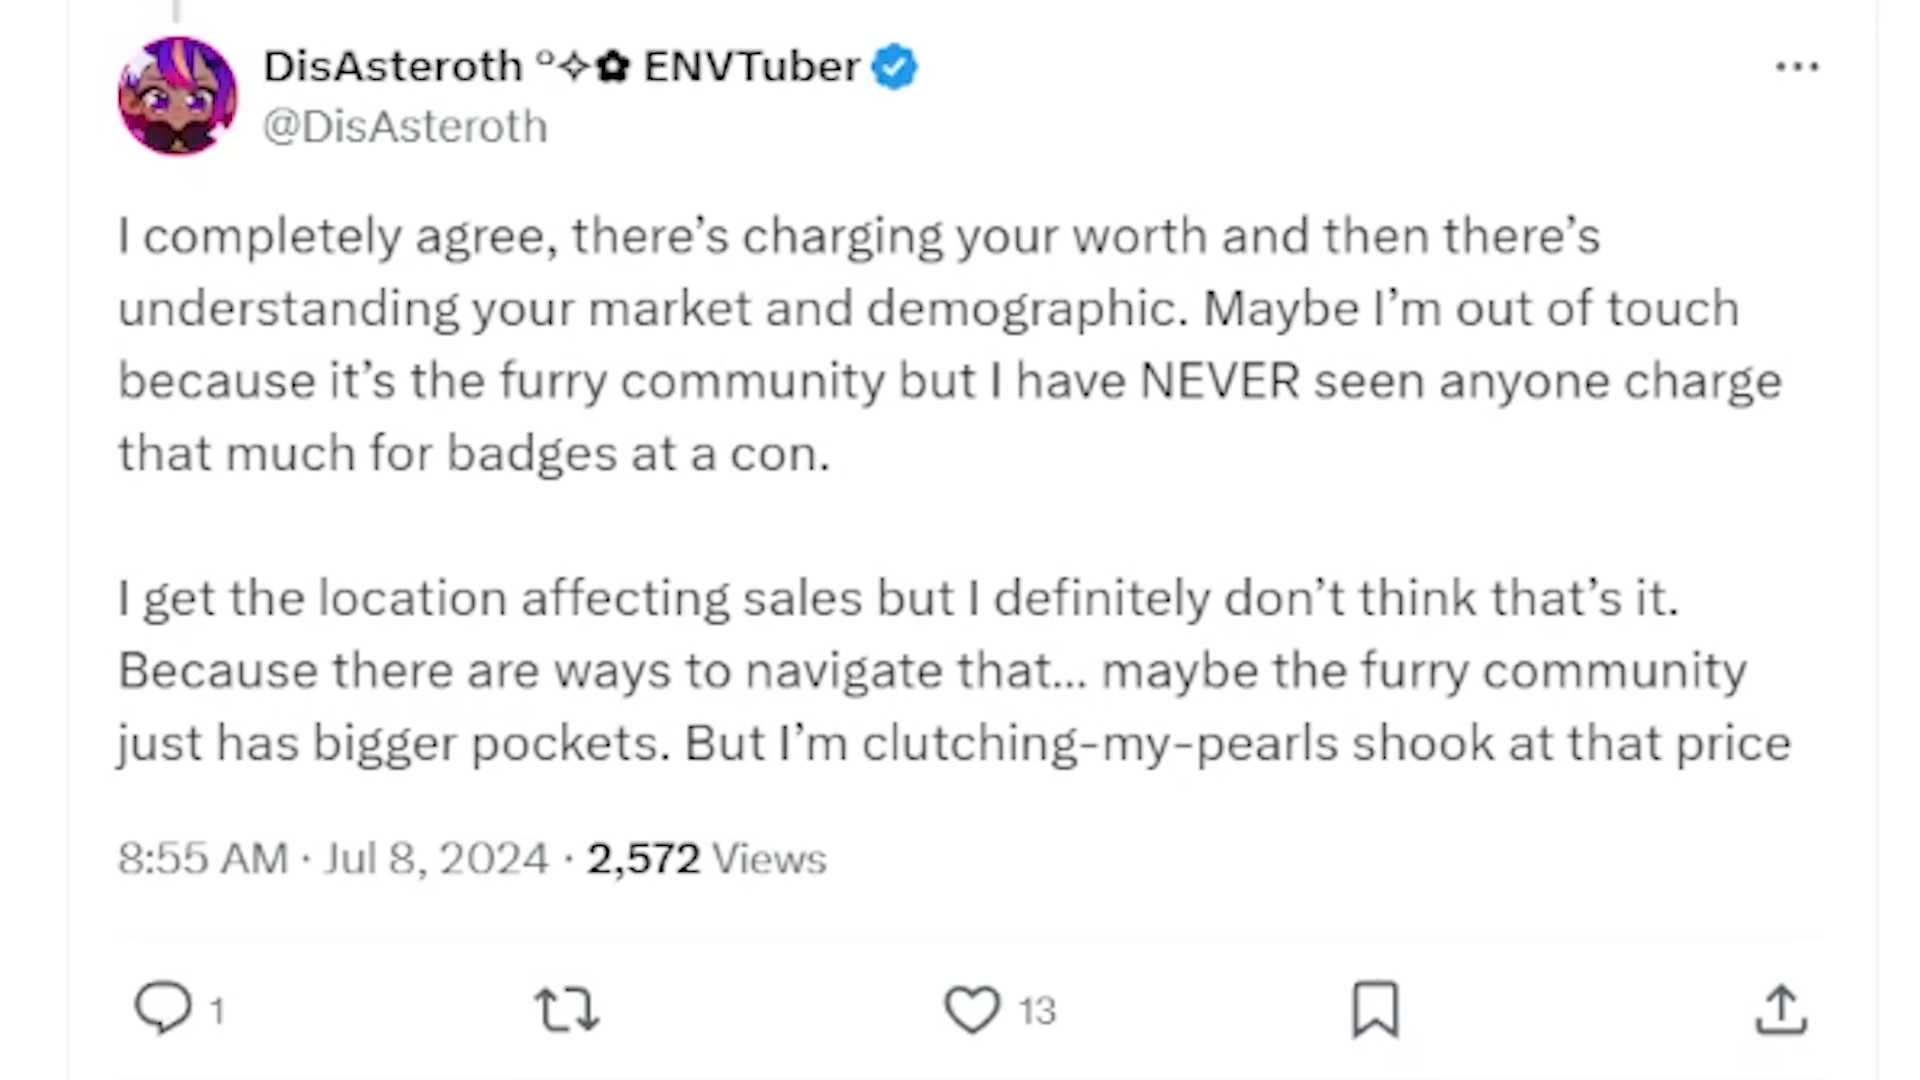 DisAsteroth °✧✿ ENVTuber
@DisAsteroth
I completely agree, there’s charging your worth and then there’s
understanding your market and demographic. Maybe I’m out of touch
because it’s the furry community but I have NEVER seen anyone charge
that much for badges at a con.
I get the location affecting sales but I definitely don’t think that’s it.
Because there are ways to navigate that... maybe the furry community
just has bigger pockets. But I’m clutching-my-pearls shook at that price
8:55 AM · Jul 8, 2024 · 2,572 Views
1
13